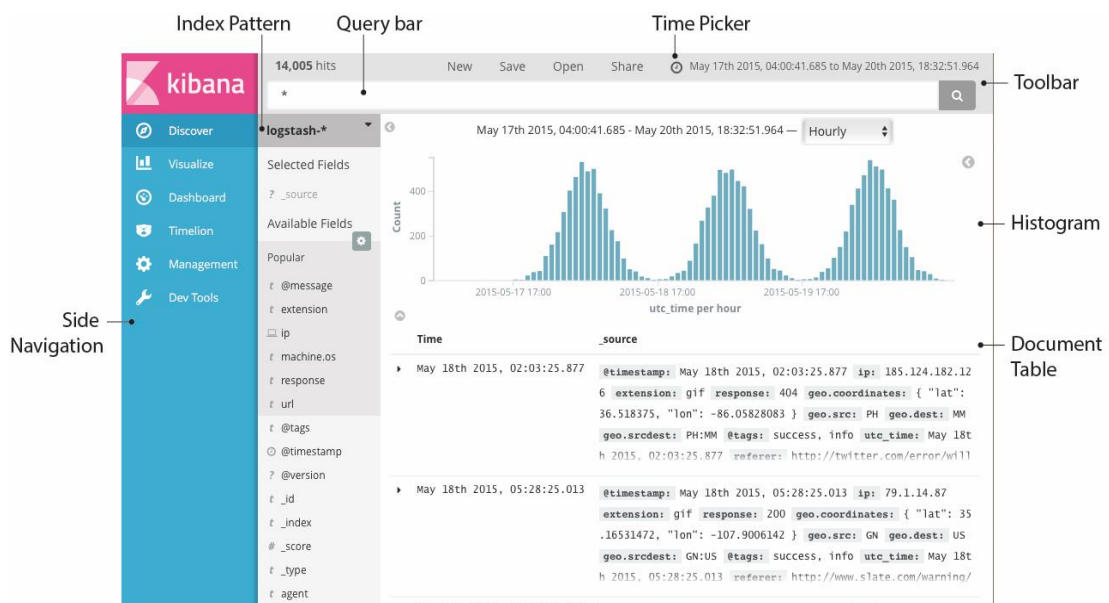 Index Pattern Query bar Time Picker
kibana
14,005 hits
New Save Open Share May 17th 2015, 04:00:41.685 to May 20th 2015, 18:32:51.964
*
Toolbar
Discover
Visualize
Dashboard
Timelion
Management
Dev Tools
Side
Navigation
logstash-*
Selected Fields
? _source
Available Fields
Popular
t @message
t extension
ip
t machine.os
t response
t url
t @tags
@timestamp
? @version
t _id
t _index
# _score
t _type
t agent
May 17th 2015, 04:00:41.685 - May 20th 2015, 18:32:51.964 — Hourly
Count
400
200
0
2015-05-17 17:00 2015-05-18 17:00 2015-05-19 17:00
utc_time per hour
Histogram
Time _source
Document
Table
May 18th 2015, 02:03:25.877
@timestamp: May 18th 2015, 02:03:25.877 ip: 185.124.182.12
6 extension: gif response: 404 geo.coordinates: { "lat":
36.518375, "lon": -86.05828083 } geo.src: PH geo.dest: MM
geo.srcdest: PH:MM @tags: success, info utc_time: May 18t
h 2015, 02:03:25.877 referer: http://twitter.com/error/will
May 18th 2015, 05:28:25.013
@timestamp: May 18th 2015, 05:28:25.013 ip: 79.1.14.87
extension: gif response: 200 geo.coordinates: { "lat": 35
.16531472, "lon": -107.9006142 } geo.src: GN geo.dest: US
geo.srcdest: GN:US @tags: success, info utc_time: May 18t
h 2015, 05:28:25.013 referer: http://www.slate.com/warning/